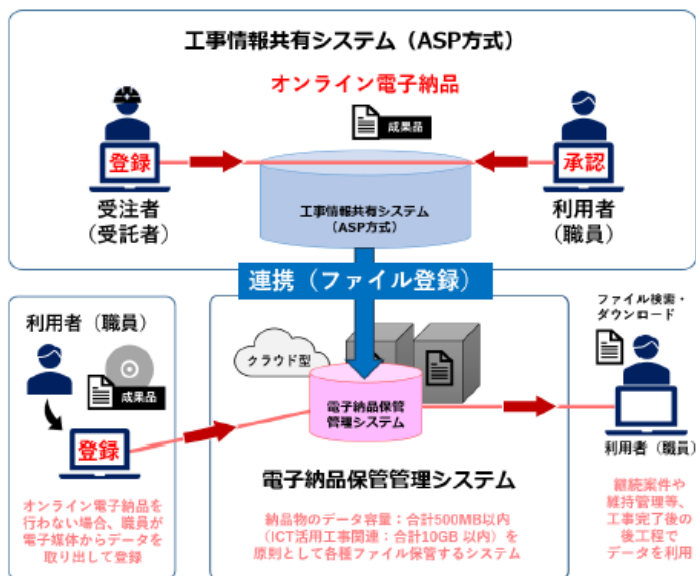 工事情報共有システム（ASP方式）
オンライン電子納品
成果品
登録
承認
受注者
（受託者）
工事情報共有システム
（ASP方式）
利用者
（職員）
連携（ファイル登録）
利用者（職員）
成果品
登録
オンライン電子納品を
行わない場合、職員が
電子媒体からデータを
取り出して登録
クラウド型
電子納品保管
管理システム
電子納品保管管理システム
納品物のデータ容量：合計500MB以内
（ICT活用工事関連：合計10GB 以内）を
原則として各種ファイル保管するシステム
ファイル検索・
ダウンロード
利用者（職員）
継続案件や
維持管理等、
工事完了後の
後工程で
データを利用